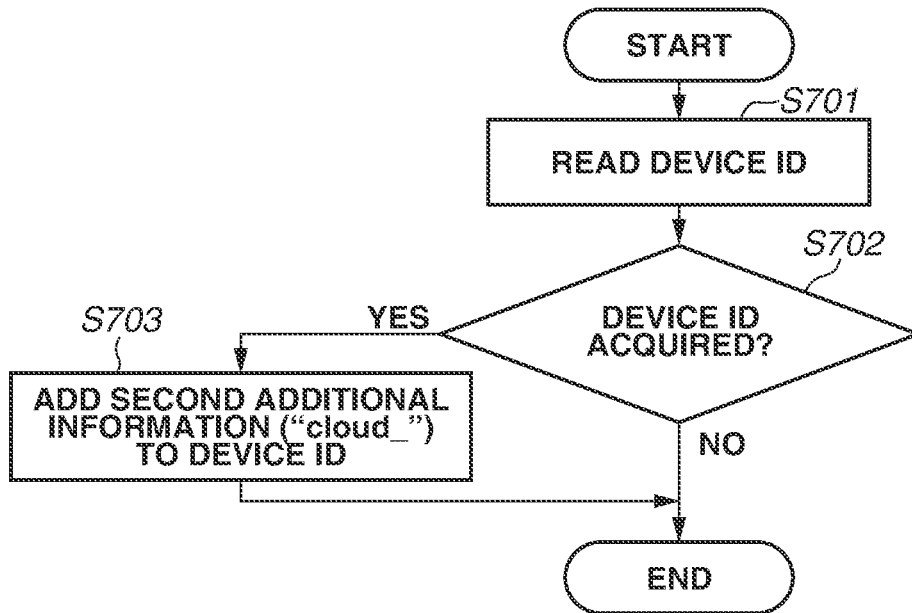 START
S701
READ DEVICE ID
S702
DEVICE ID
ACQUIRED?
YES
S703
ADD SECOND ADDITIONAL
INFORMATION (“cloud_”)
TO DEVICE ID
NO
END